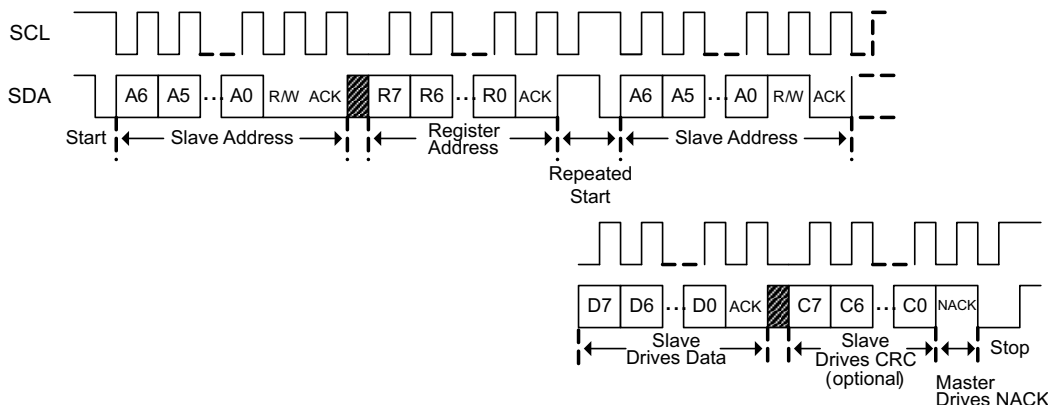 SCL
SDA
A6 A5 ... A0 R/W ACK R7 R6 ... R0 ACK A6 A5 ... A0 R/W ACK
Start Slave Address Register Address Repeated Start Slave Address
D7 D6 ... D0 ACK C7 C6 ... C0 NACK
Slave Drives Data Slave Drives CRC (optional) Master Drives NACK Stop